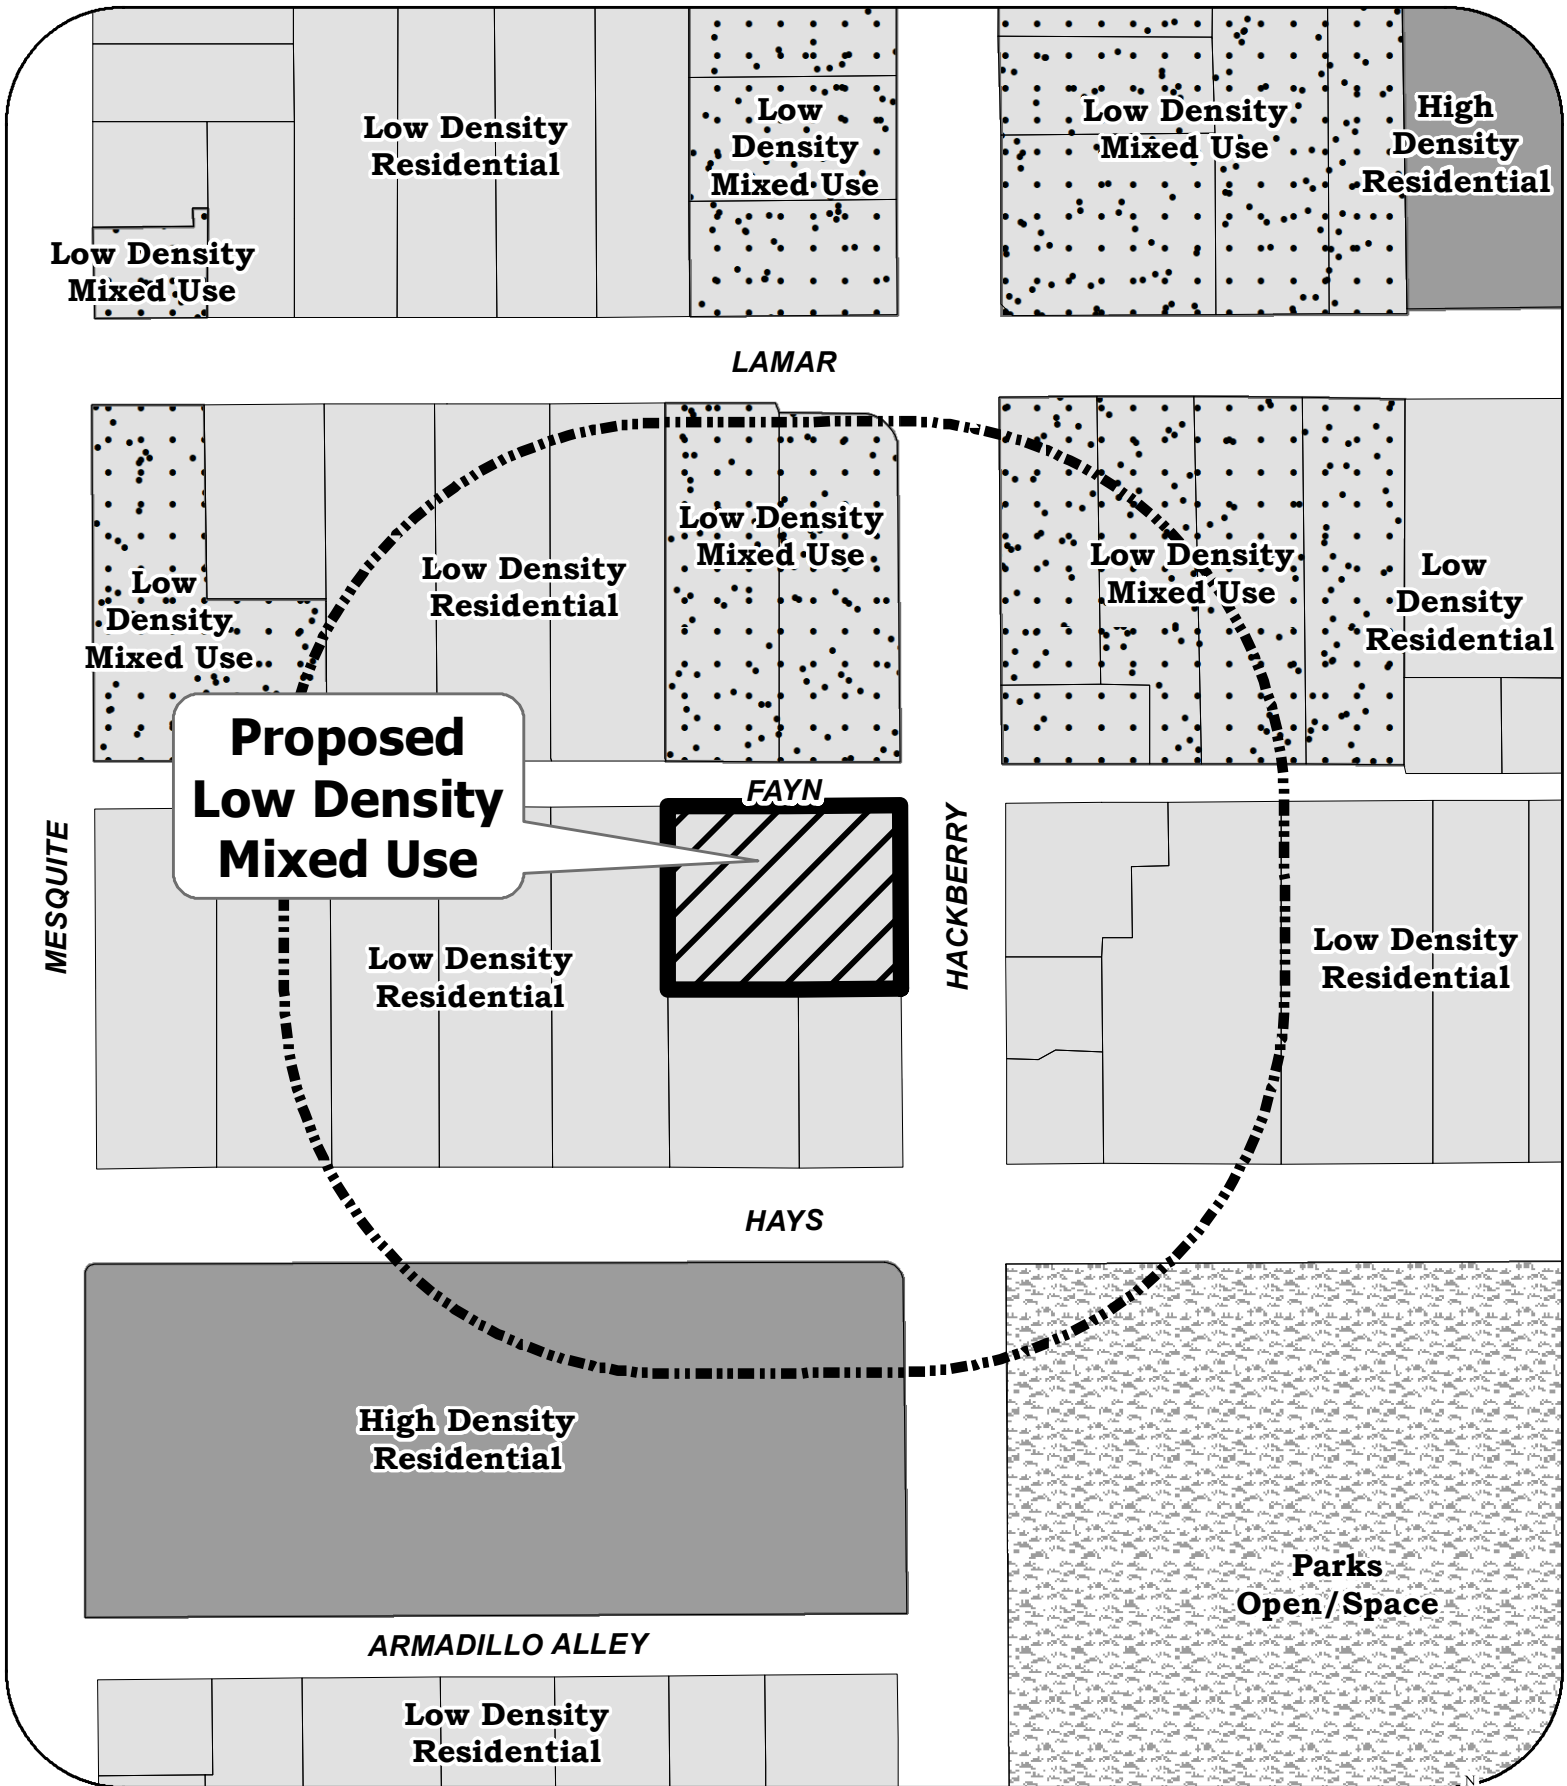 Low Density
Residential
Low
Density
Mixed Use
Low Density
Mixed Use
High
Density
Residential
Low Density
Mixed Use
LAMAR
Low
Density
Mixed Use
Low Density
Residential
Low Density
Mixed Use
Low Density
Mixed Use
Low
Density
Residential
Proposed
Low Density
Mixed Use
FAYN
MESQUITE
HACKBERRY
Low Density
Residential
Low Density
Residential
HAYS
High Density
Residential
Parks
Open/Space
ARMADILLO ALLEY
Low Density
Residential
N